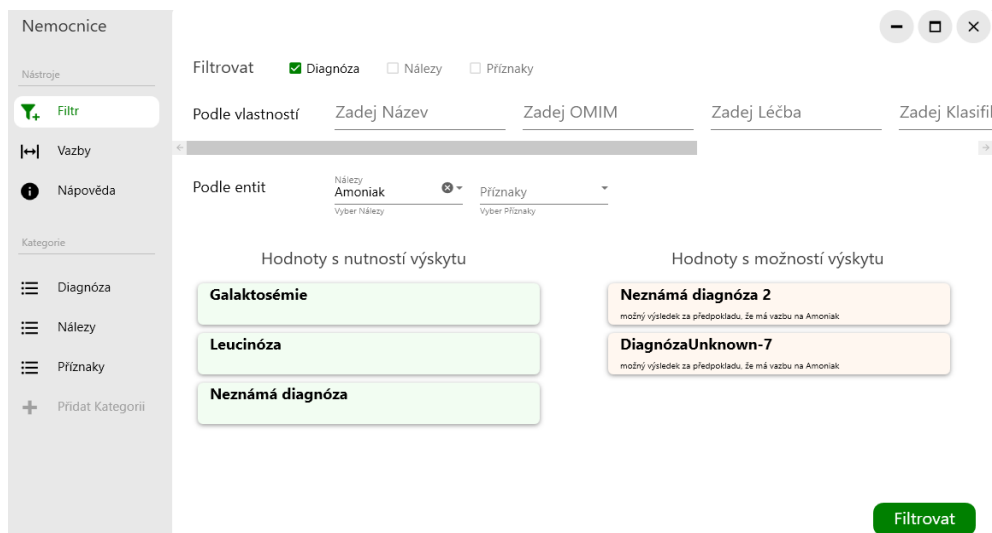 Nemocnice
Nástroje
Filtr
Vazby
Nápověda
Kategorie
Diagnóza
Nálezy
Příznaky
Přidat Kategorii
Filtrovat Diagnóza Nálezy Příznaky
Podle vlastností Zadej Název Zadej OMIM Zadej Léčba Zadej Klasifi
Podle entit
Nálezy
Amoniak
Vyber Nálezy
Příznaky
Vyber Příznaky
Hodnoty s nutností výskytu
Galaktosémie
Leucinóza
Neznámá diagnóza
Hodnoty s možností výskytu
Neznámá diagnóza 2
možný výsledek za předpokladu, že má vazbu na Amoniak
DiagnózaUnknown-7
možný výsledek za předpokladu, že má vazbu na Amoniak
Filtrovat